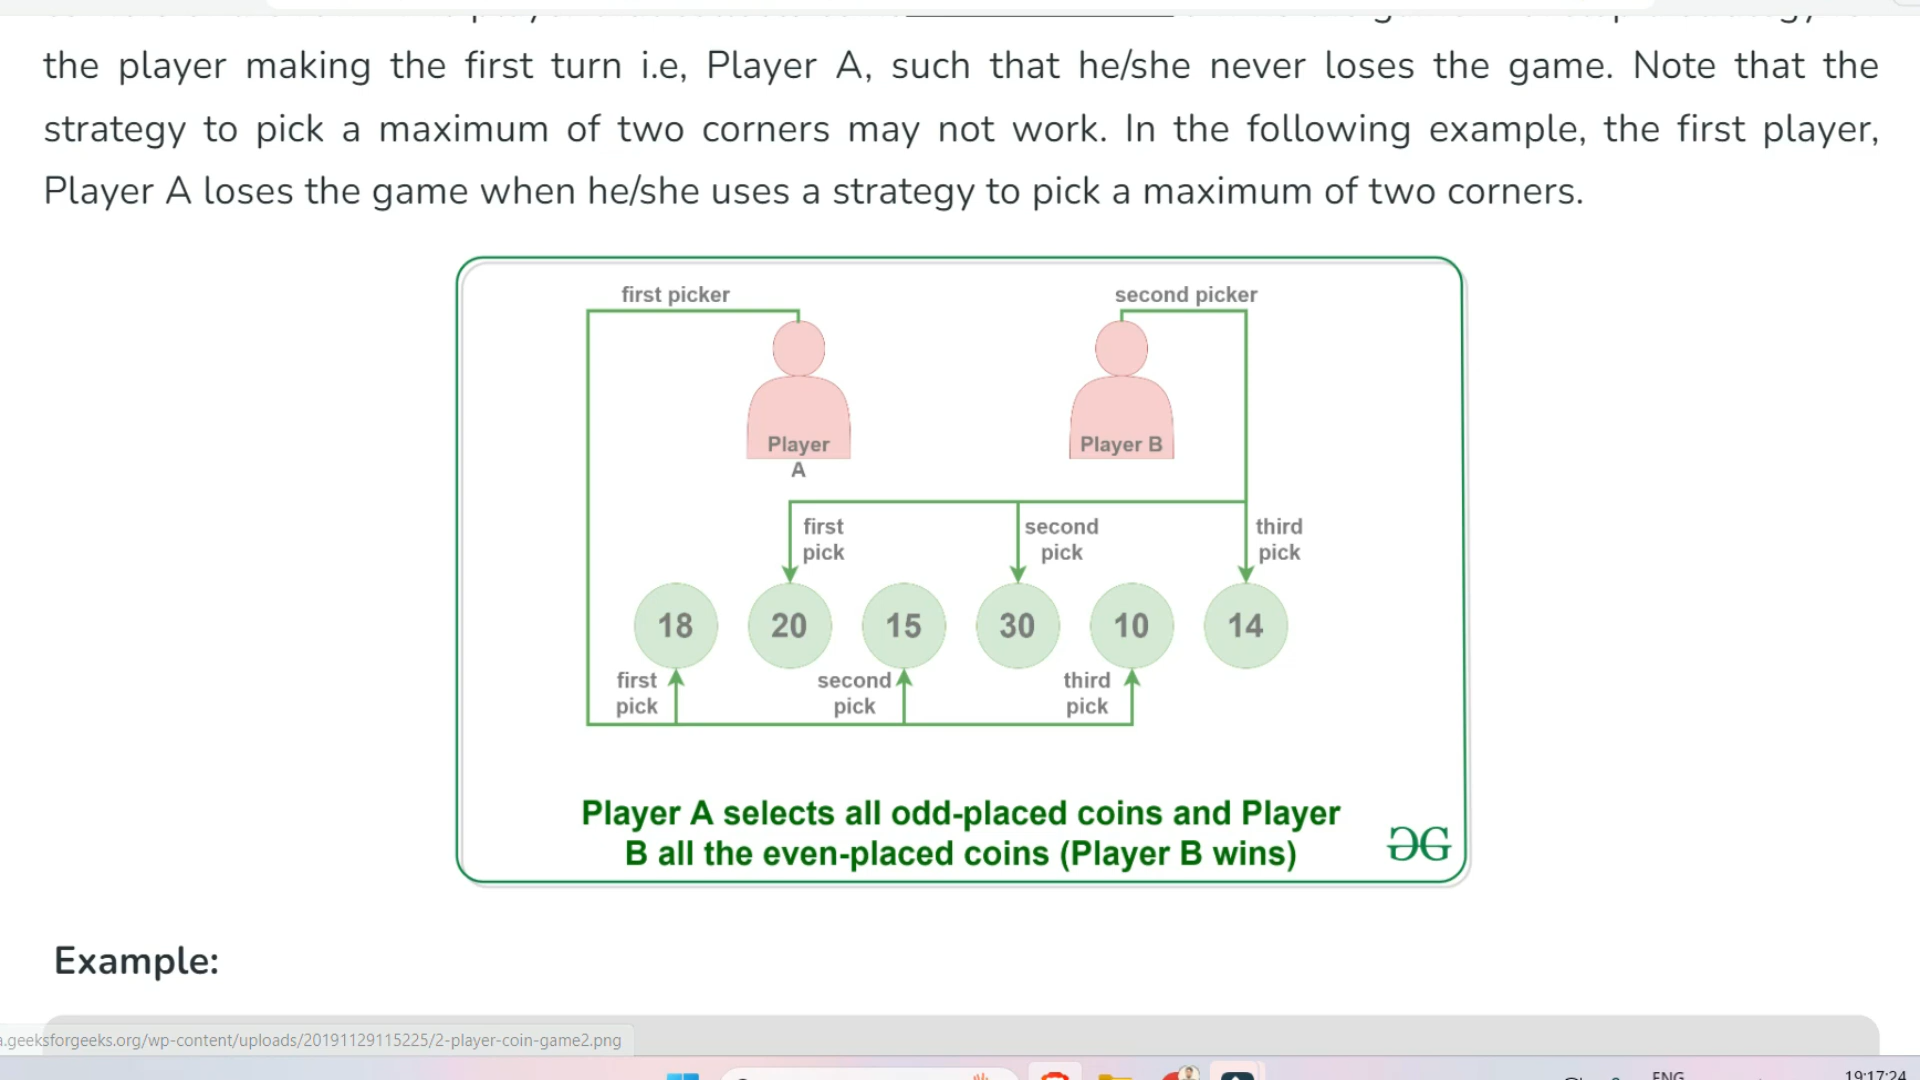 the player making the first turn i.e, Player A, such that he/she never loses the game. Note that the
strategy to pick a maximum of two corners may not work. In the following example, the first player,
Player A loses the game when he/she uses a strategy to pick a maximum of two corners.
first picker
second picker
Player
A
Player B
first
pick
second
pick
third
pick
18 20 15 30 10 14
first
pick
second
pick
third
pick
Player A selects all odd-placed coins and Player
B all the even-placed coins (Player B wins)
Example:
.geeksforgeeks.org/wp-content/uploads/20191129115225/2-player-coin-game2.png
ENG
19:17:24